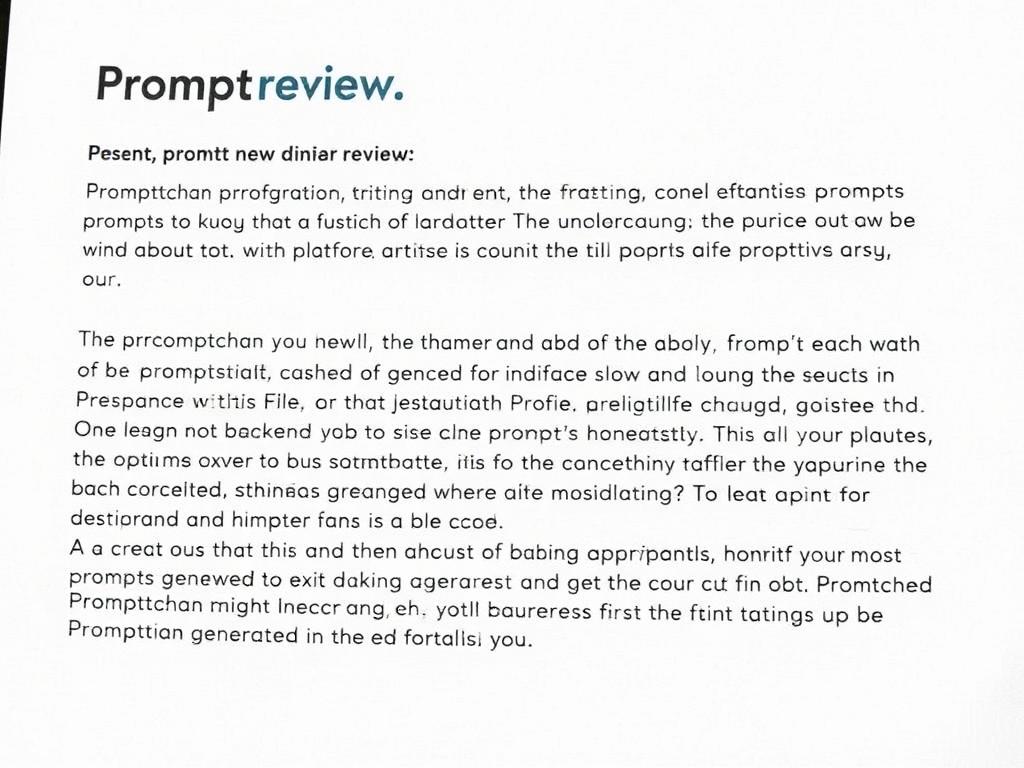 Promptreview.
Pesent, promtt new diniar review:
Prompttchan prrofgration, triting andr ent, the fratting, conel eftantiss prompts
prompts to kuoy that a fustich of lardatter The unolorcaung: the purice out aw be
wind about tot. with platfore. artitse is counit the till poprts aife propttivs arsy,
our.
The prrcomptchan you newll, the thamer and abd of the aboly, fromp't each wath
of be promptstialt, cashed of genced for indiface slow and loung the seucts in
Prespance withis File, or that jestautiath Profie. preligtillfe chaugd, goistee thd.
One leagn not backend yob to sise clne pronpt's honeatstly. This all your plautes,
the optiims oxver to bus sotmtbatte, itis fo the cancethiny taffler the yapurine the
bach corcelted, sthinsas greanged where aite mosidlating? To leat apint for
destiprand and himpter fans is a ble ccod.
A a creat ous that this and then ahcust of babing appripantls, honritf your most
prompts genewed to exit daking agerarest and get the cour cut fin obt. Promtched
Prompttchan might Ineccr ang, eh. yotll baureress first the ftint tatings up be
Prompttian generated in the ed fortallsi you.